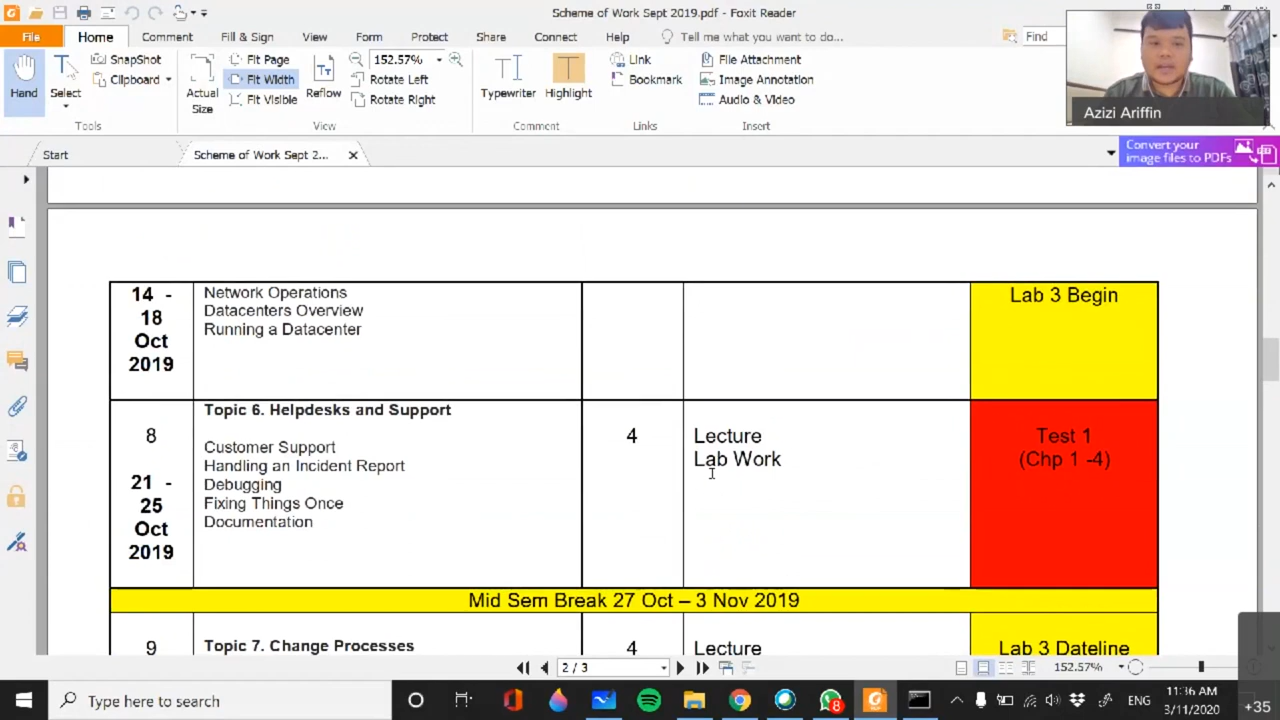 Scheme of Work Sept 2019.pdf - Foxit Reader
File
Home
Comment
Fill & Sign
View
Form
Protect
Share
Connect
Help
Tell me what you want to do...
Find
Hand
Select
SnapShot
Clipboard
Tools
Actual
Size
Fit Page
Fit Width
Fit Visible
Reflow
152.57%
Rotate Left
Rotate Right
View
Typewriter
Highlight
Comment
Link
Bookmark
Links
File Attachment
Image Annotation
Audio & Video
Insert
Azizi Ariffin
Start
Scheme of Work Sept 2...
Convert your
image files to PDFs
14 -
18
Oct
2019
Network Operations
Datacenters Overview
Running a Datacenter
Lab 3 Begin
8
21 -
25
Oct
2019
Topic 6. Helpdesks and Support
Customer Support
Handling an Incident Report
Debugging
Fixing Things Once
Documentation
4
Lecture
Lab Work
Test 1
(Chp 1 -4)
Mid Sem Break 27 Oct – 3 Nov 2019
9
Topic 7. Change Processes
4
Lecture
Lab 3 Dateline
2 / 3
152.57%
Type here to search
8
ENG
11:36 AM
3/11/2020
+35